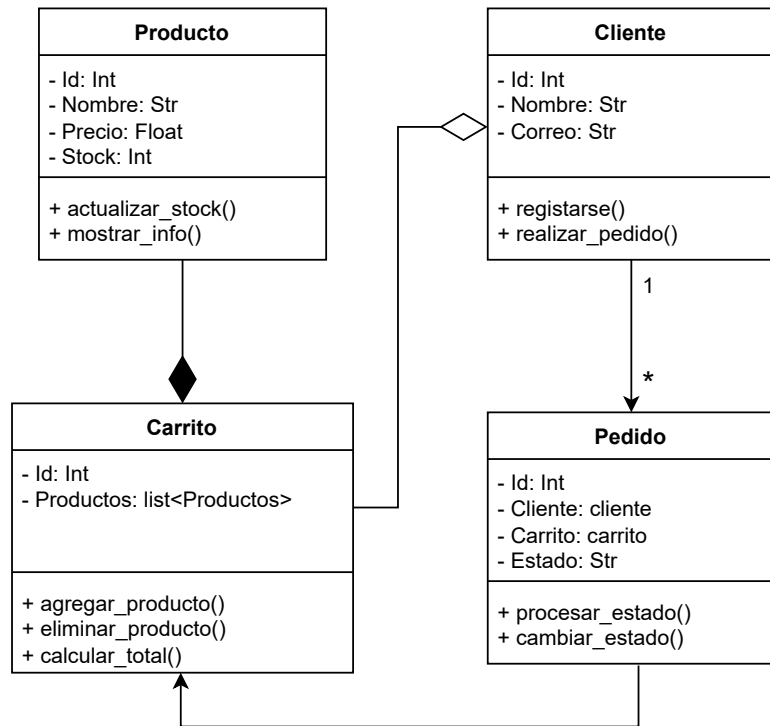 Producto
- Id: Int
- Nombre: Str
- Precio: Float
- Stock: Int
+ actualizar_stock()
+ mostrar_info()
Cliente
- Id: Int
- Nombre: Str
- Correo: Str
+ registarse()
+ realizar_pedido()
1
*
Carrito
- Id: Int
- Productos: list<Productos>
+ agregar_producto()
+ eliminar_producto()
+ calcular_total()
Pedido
- Id: Int
- Cliente: cliente
- Carrito: carrito
- Estado: Str
+ procesar_estado()
+ cambiar_estado()